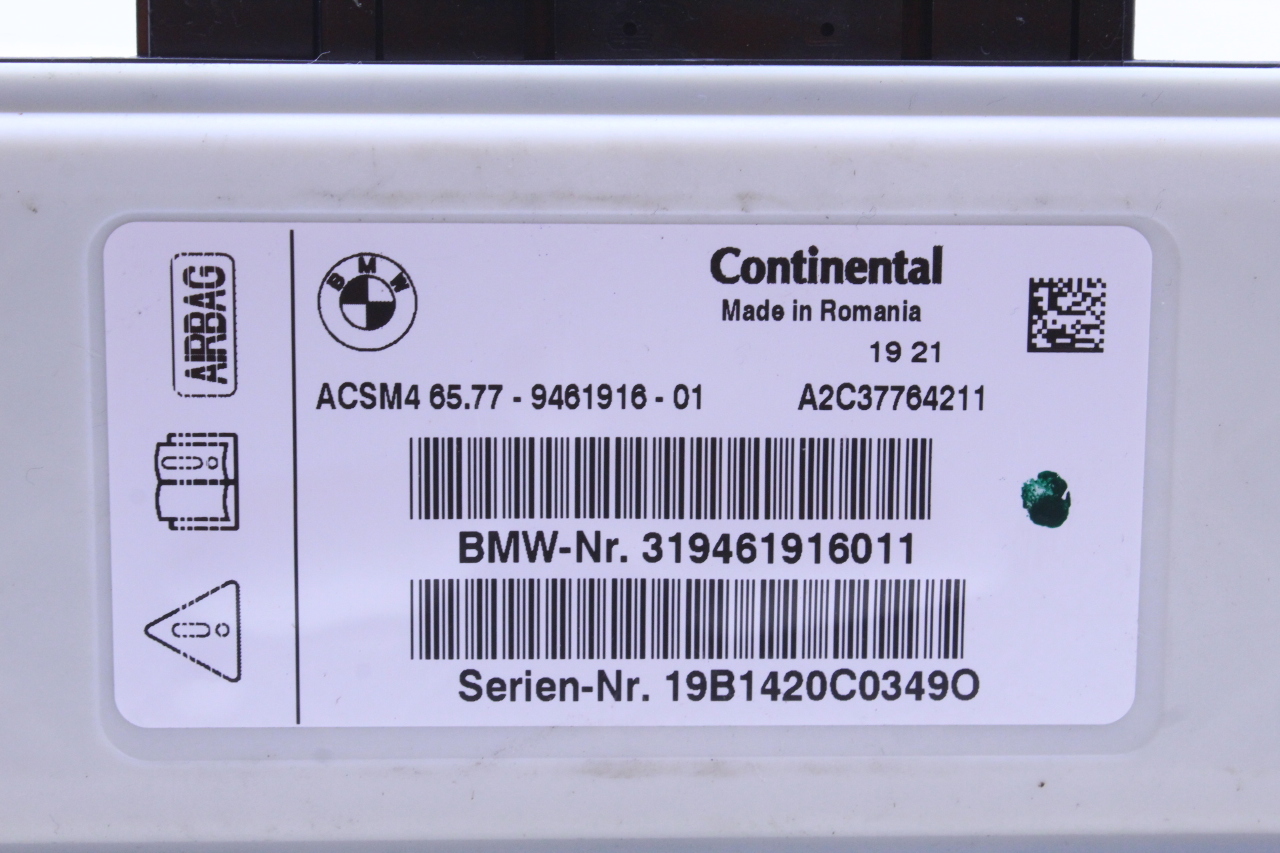 AIRBAG
BMW
Continental
Made in Romania
19 21
ACSM4 65.77 - 9461916 - 01 A2C37764211
BMW-Nr. 319461916011
Serien-Nr. 19B1420C0349O